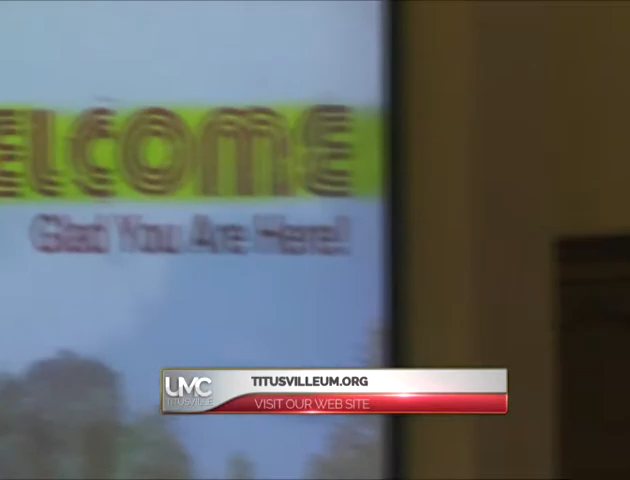 ELCOME
Glad You Are Here!
UMC
TITUSVILLE
TITUSVILLEUM.ORG
VISIT OUR WEB SITE